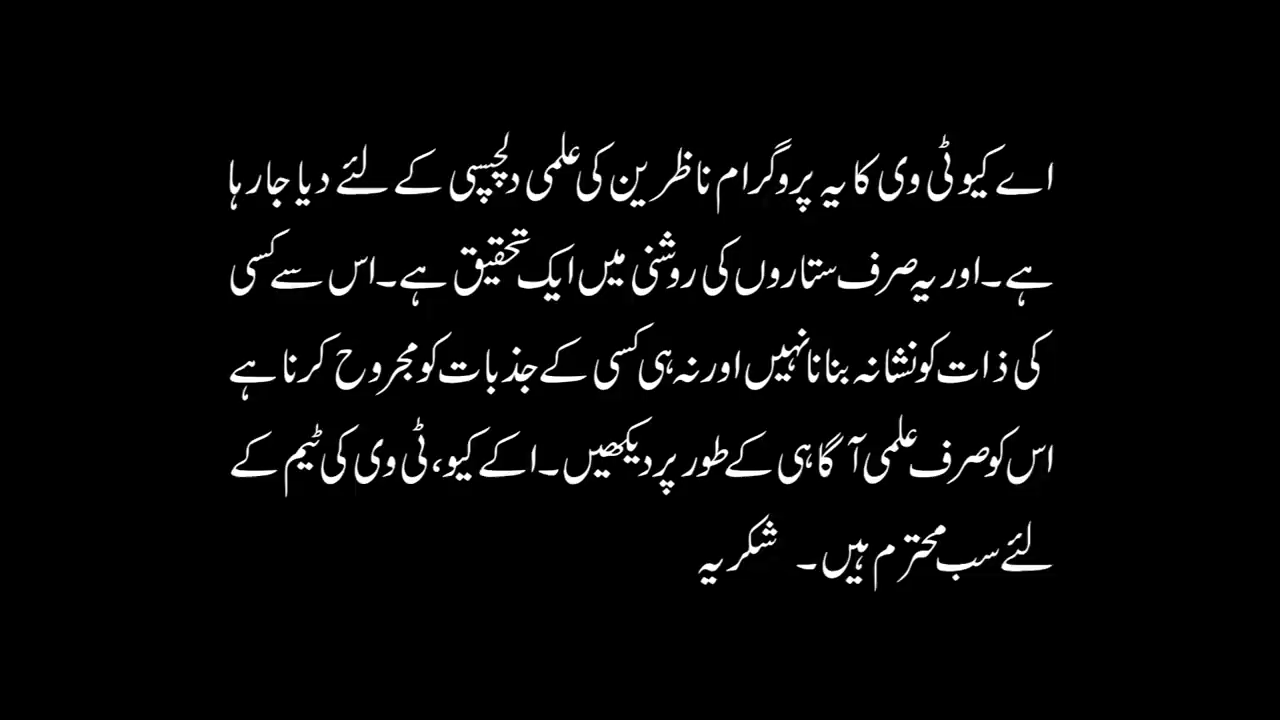 اے کیو ٹی وی کا یہ پروگرام ناظرین کی علمی دلچسپی کے لئے دیا جارہا
ہے۔اور یہ صرف ستاروں کی روشنی میں ایک تحقیق ہے۔اس سے کسی
کی ذات کو نشانہ بنانا نہیں اور نہ ہی کسی کے جذبات کو مجروح کرنا ہے
اس کو صرف علمی آگاہی کے طور پر دیکھیں۔اکے کیو،ٹی وی کی ٹیم کے
لئے سب محترم ہیں۔ شکریہ